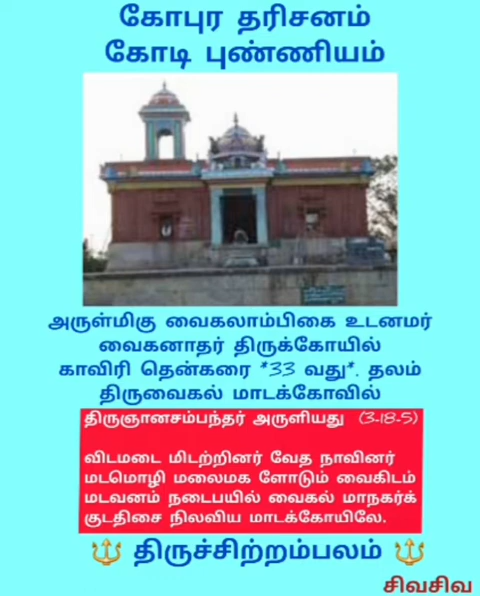 கோபுர தரிசனம்
கோடி புண்ணியம்
அருள்மிகு வைகலாம்பிகை உடனமர்
வைகனாதர் திருக்கோயில்
காவிரி தென்கரை *33 வது*. தலம்
திருவைகல் மாடக்கோவில்
திருஞானசம்பந்தர் அருளியது (3-18-5)
விடமடை மிடற்றினர் வேத நாவினர்
மடமொழி மலைமக ளோடும் வைகிடம்
மடவனம் நடைபயில் வைகல் மாநகர்க்
குடதிசை நிலவிய மாடக்கோயிலே.
🔱 திருச்சிற்றம்பலம் 🔱
சிவசிவ